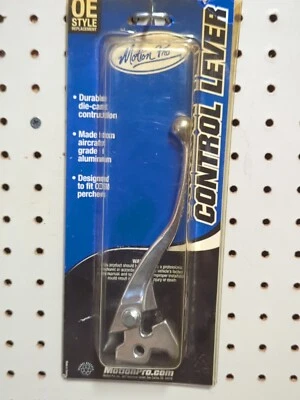 OE
STYLE
REPLACEMENT
Motion Pro
CONTROL LEVER
• Durable
die-cast
construction
• Made from
aircraft
grade
aluminum
• Designed
to fit OEM
perches
MotionPro.com